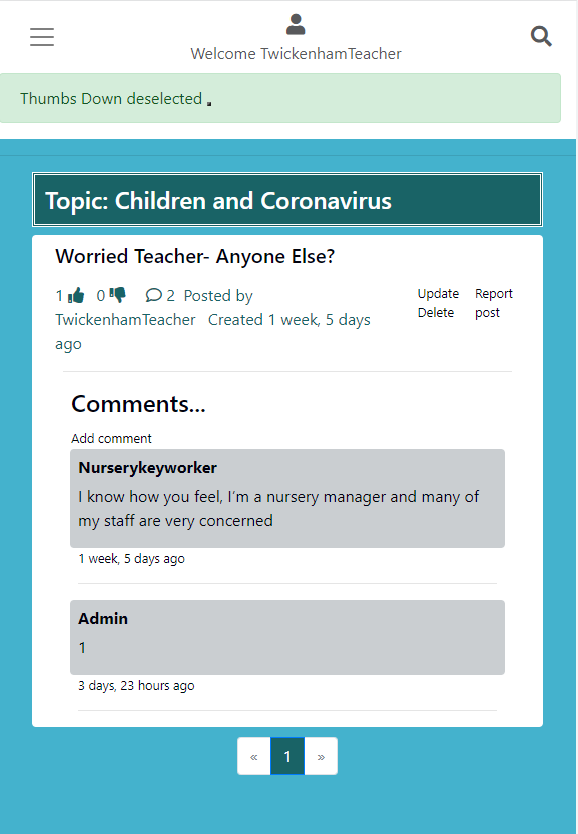 Welcome TwickenhamTeacher
Thumbs Down deselected .
Topic: Children and Coronavirus
Worried Teacher- Anyone Else?
1 0 2 Posted by
TwickenhamTeacher Created 1 week, 5 days
ago
Update Report
Delete post
Comments...
Add comment
Nurserykeyworker
I know how you feel, I’m a nursery manager and many of
my staff are very concerned
1 week, 5 days ago
Admin
1
3 days, 23 hours ago
« 1 »